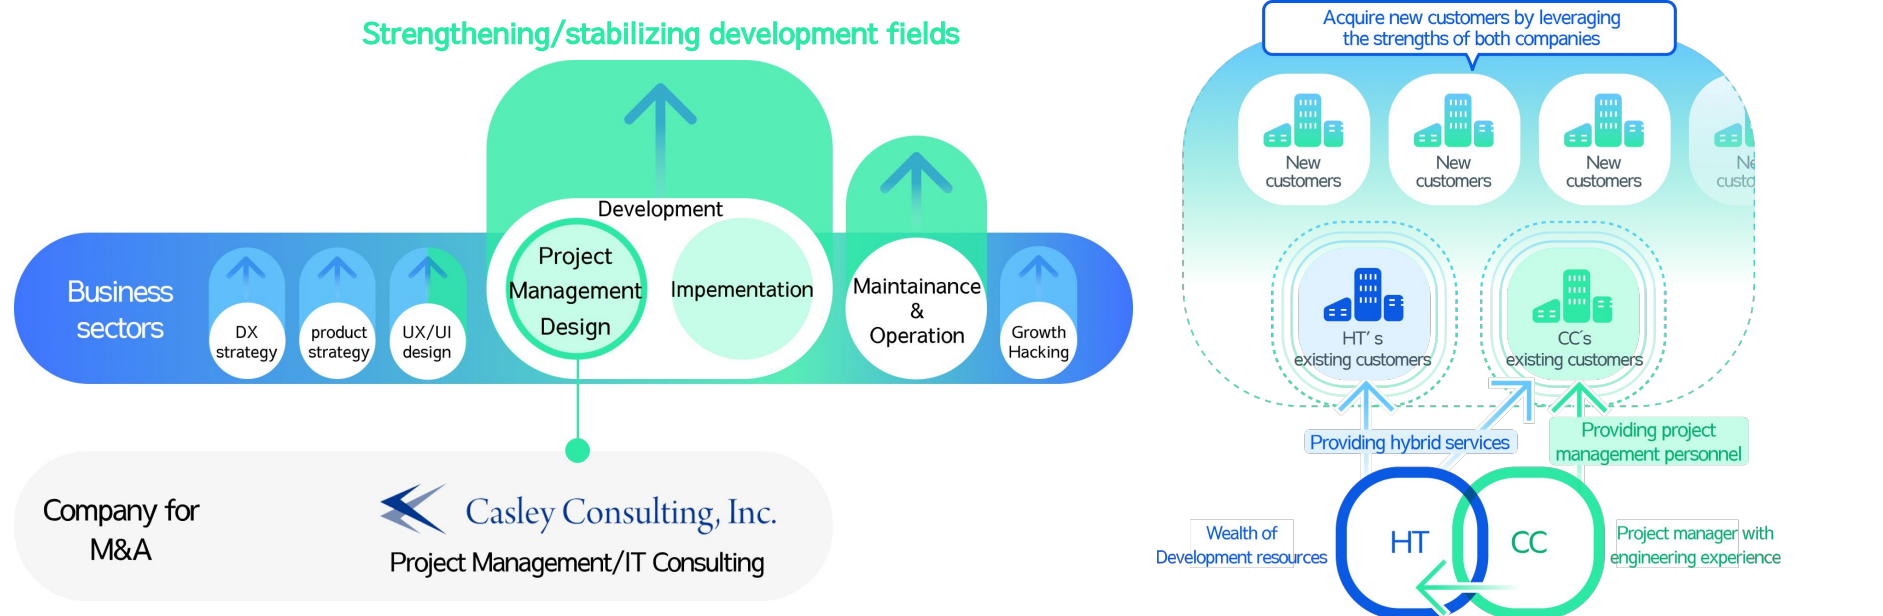 Strengthening/stabilizing development fields
Business
sectors
DX
strategy
product
strategy
UX/UI
design
Development
Project
Management
Design
Impementation
Maintainance
&
Operation
Growth
Hacking
Company for
M&A
Casley Consulting, Inc.
Project Management/IT Consulting
Acquire new customers by leveraging
the strengths of both companies
New
customers
New
customers
New
customers
Ne
custo
HT' s
existing customers
CC's
existing customers
Providing hybrid services
Providing project
management personnel
Wealth of
Development resources
HT
CC
Project manager with
engineering experience